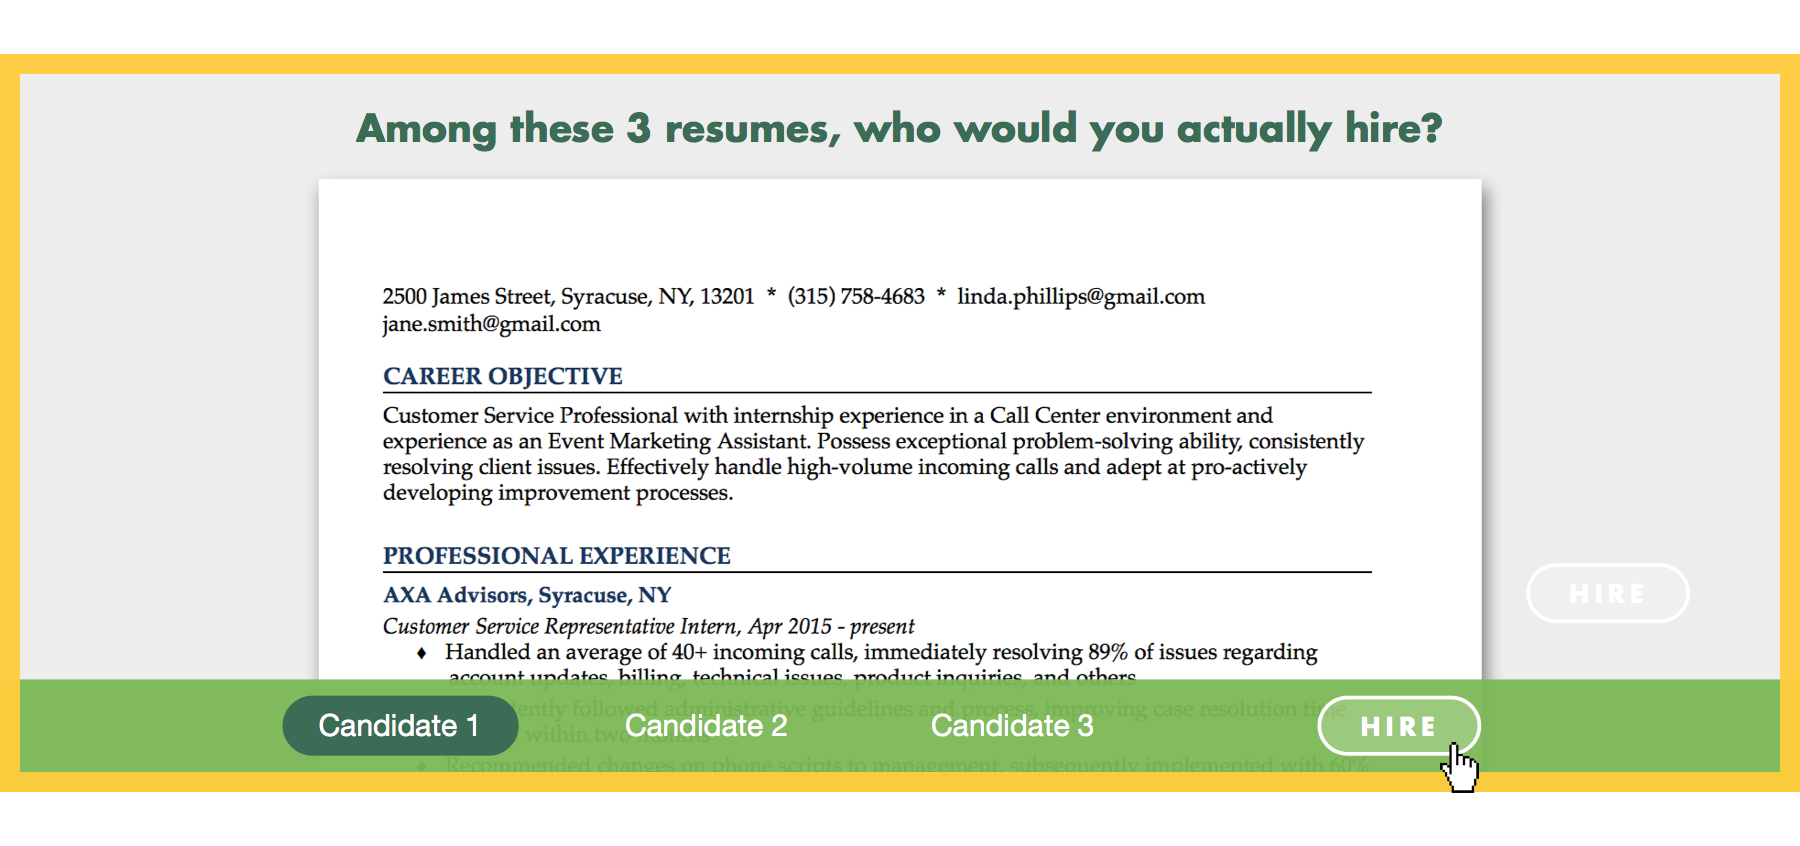 Among these 3 resumes, who would you actually hire?
2500 James Street, Syracuse, NY, 13201 * (315) 758-4683 * linda.phillips@gmail.com
jane.smith@gmail.com
CAREER OBJECTIVE
Customer Service Professional with internship experience in a Call Center environment and
experience as an Event Marketing Assistant. Possess exceptional problem-solving ability, consistently
resolving client issues. Effectively handle high-volume incoming calls and adept at pro-actively
developing improvement processes.
PROFESSIONAL EXPERIENCE
AXA Advisors, Syracuse, NY
Customer Service Representative Intern, Apr 2015 - present
HIRE
♦ Handled an average of 40+ incoming calls, immediately resolving 89% of issues regarding
account updates, billing, technical issues, product inquiries, and others
followed administrative guidelines and process, improving case resolution time
within two months
Candidate 1 Candidate 2 Candidate 3 HIRE
♦ Recommended changes on phone scripts to management, subsequently implemented with 60%